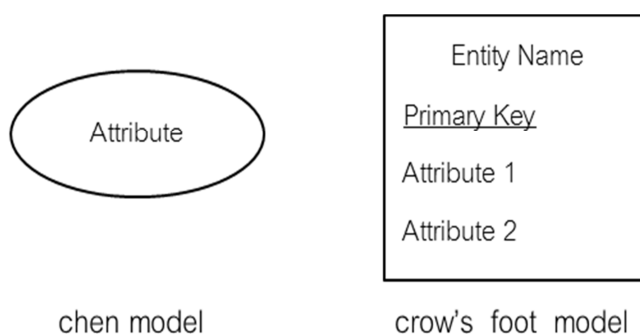 Attribute
Entity Name
Primary Key
Attribute 1
Attribute 2
chen model
crow's foot model